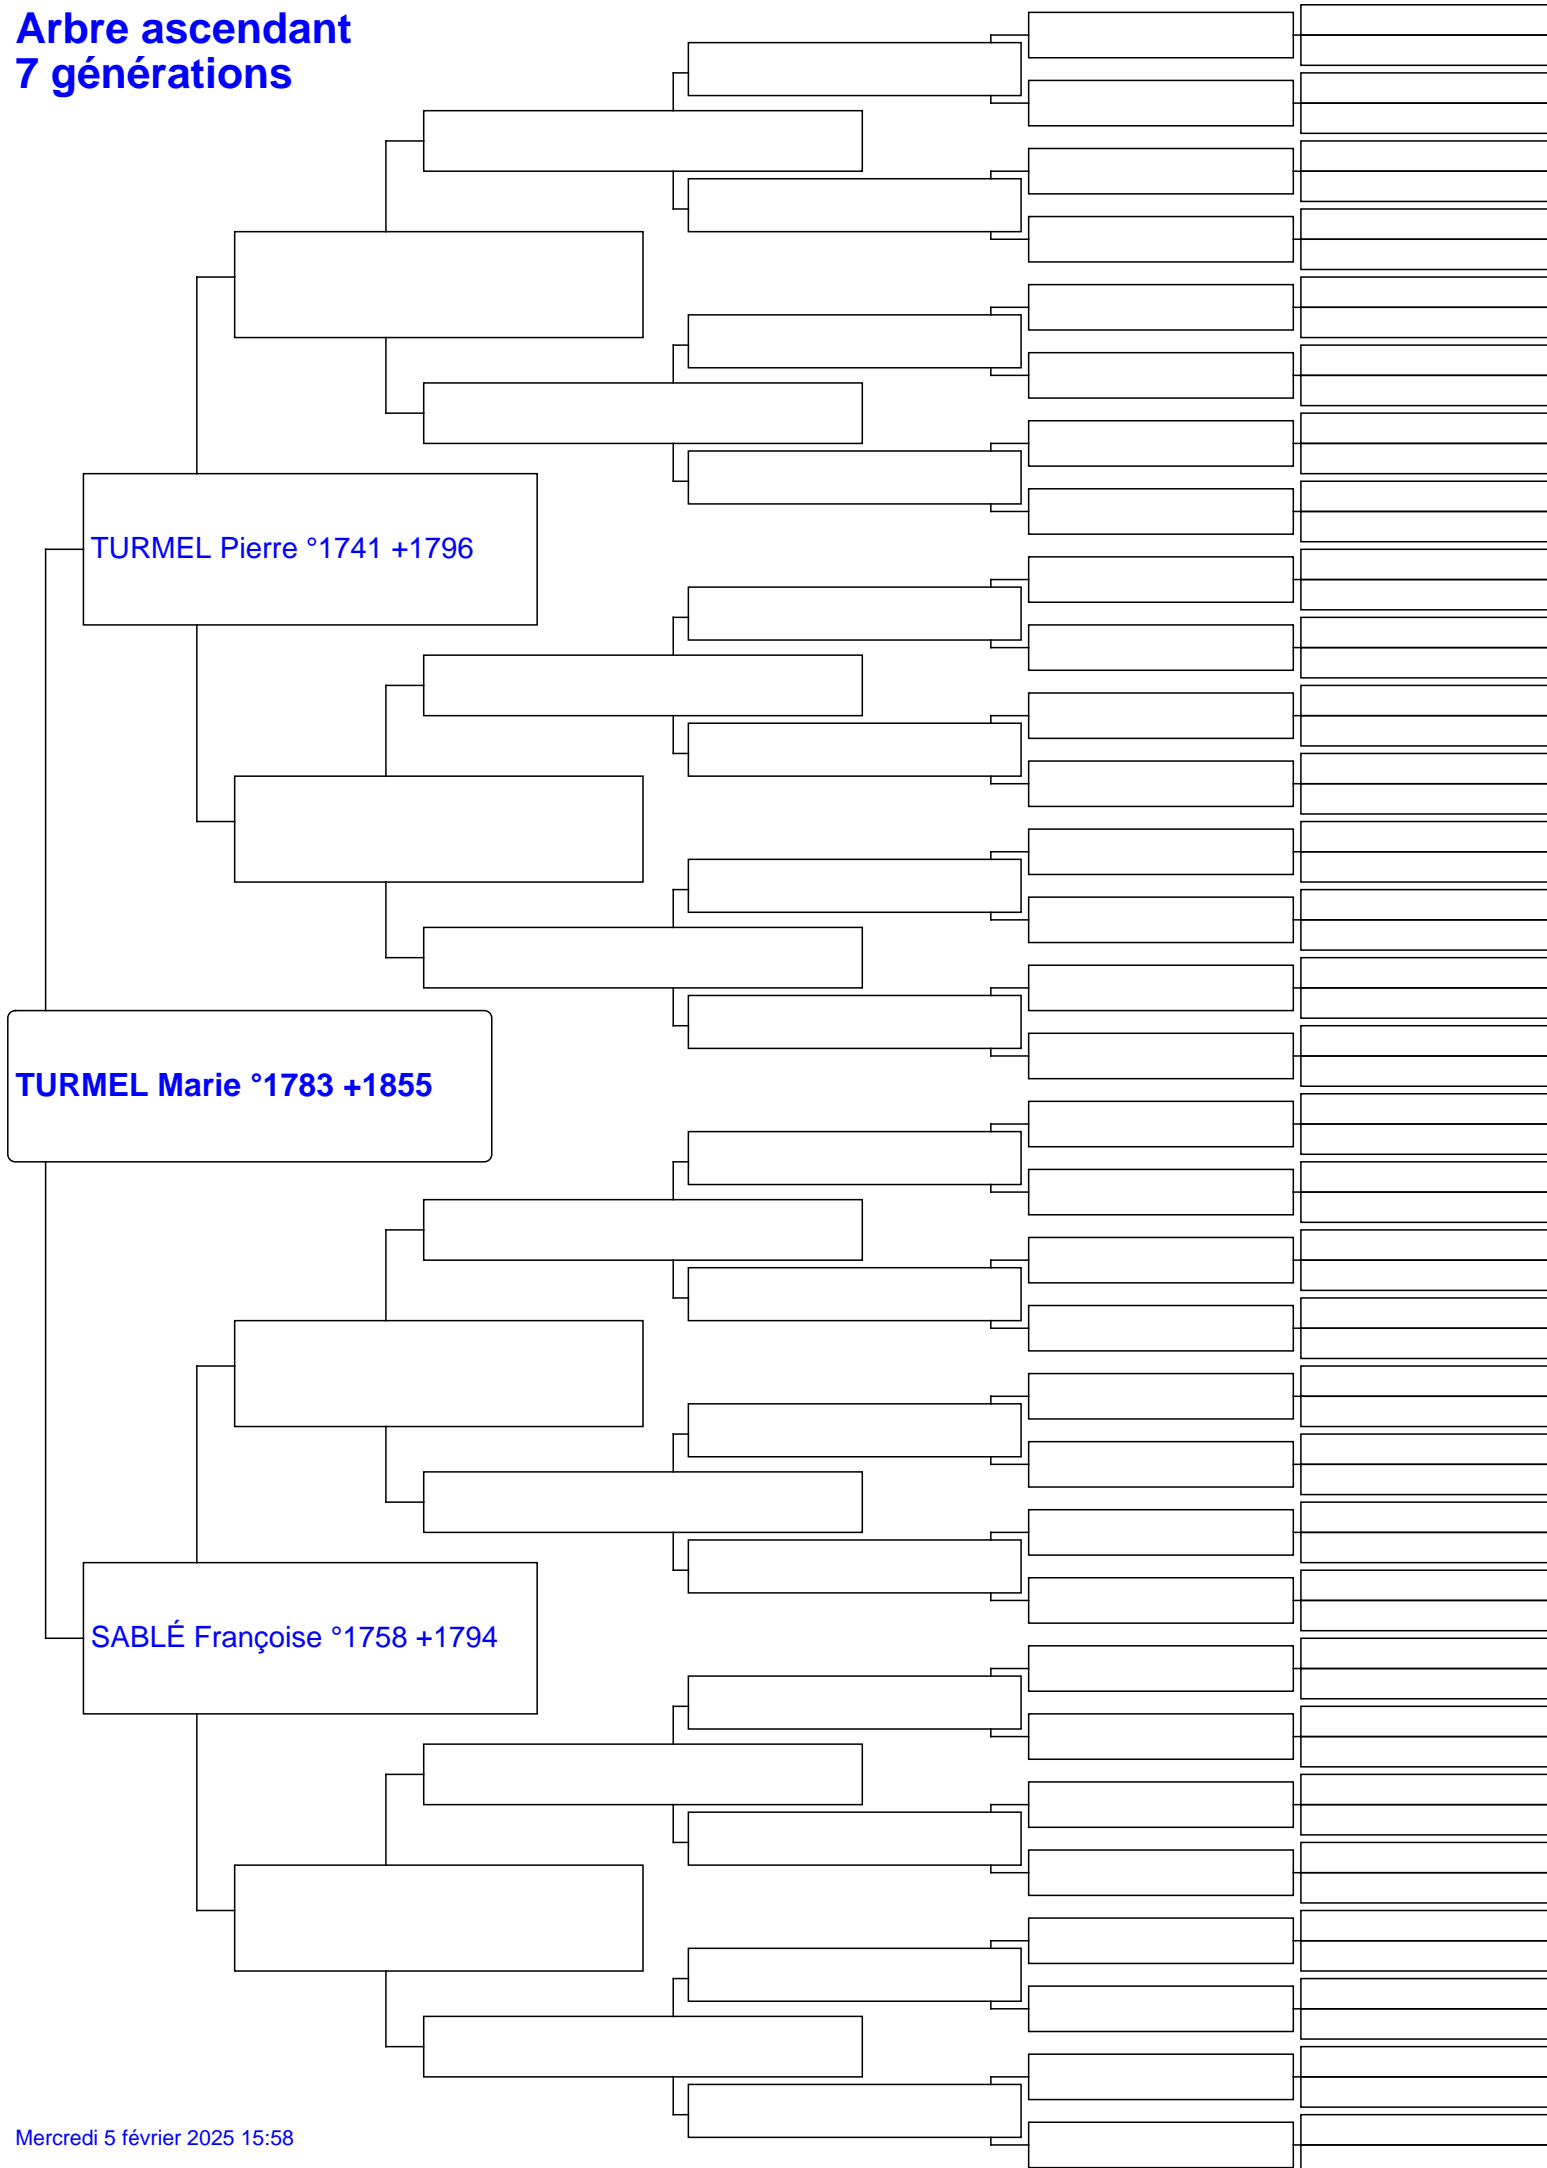 Arbre ascendant
7 générations
TURMEL Pierre °1741 +1796
TURMEL Marie °1783 +1855
SABLÉ Françoise °1758 +1794
Mercredi 5 février 2025 15:58